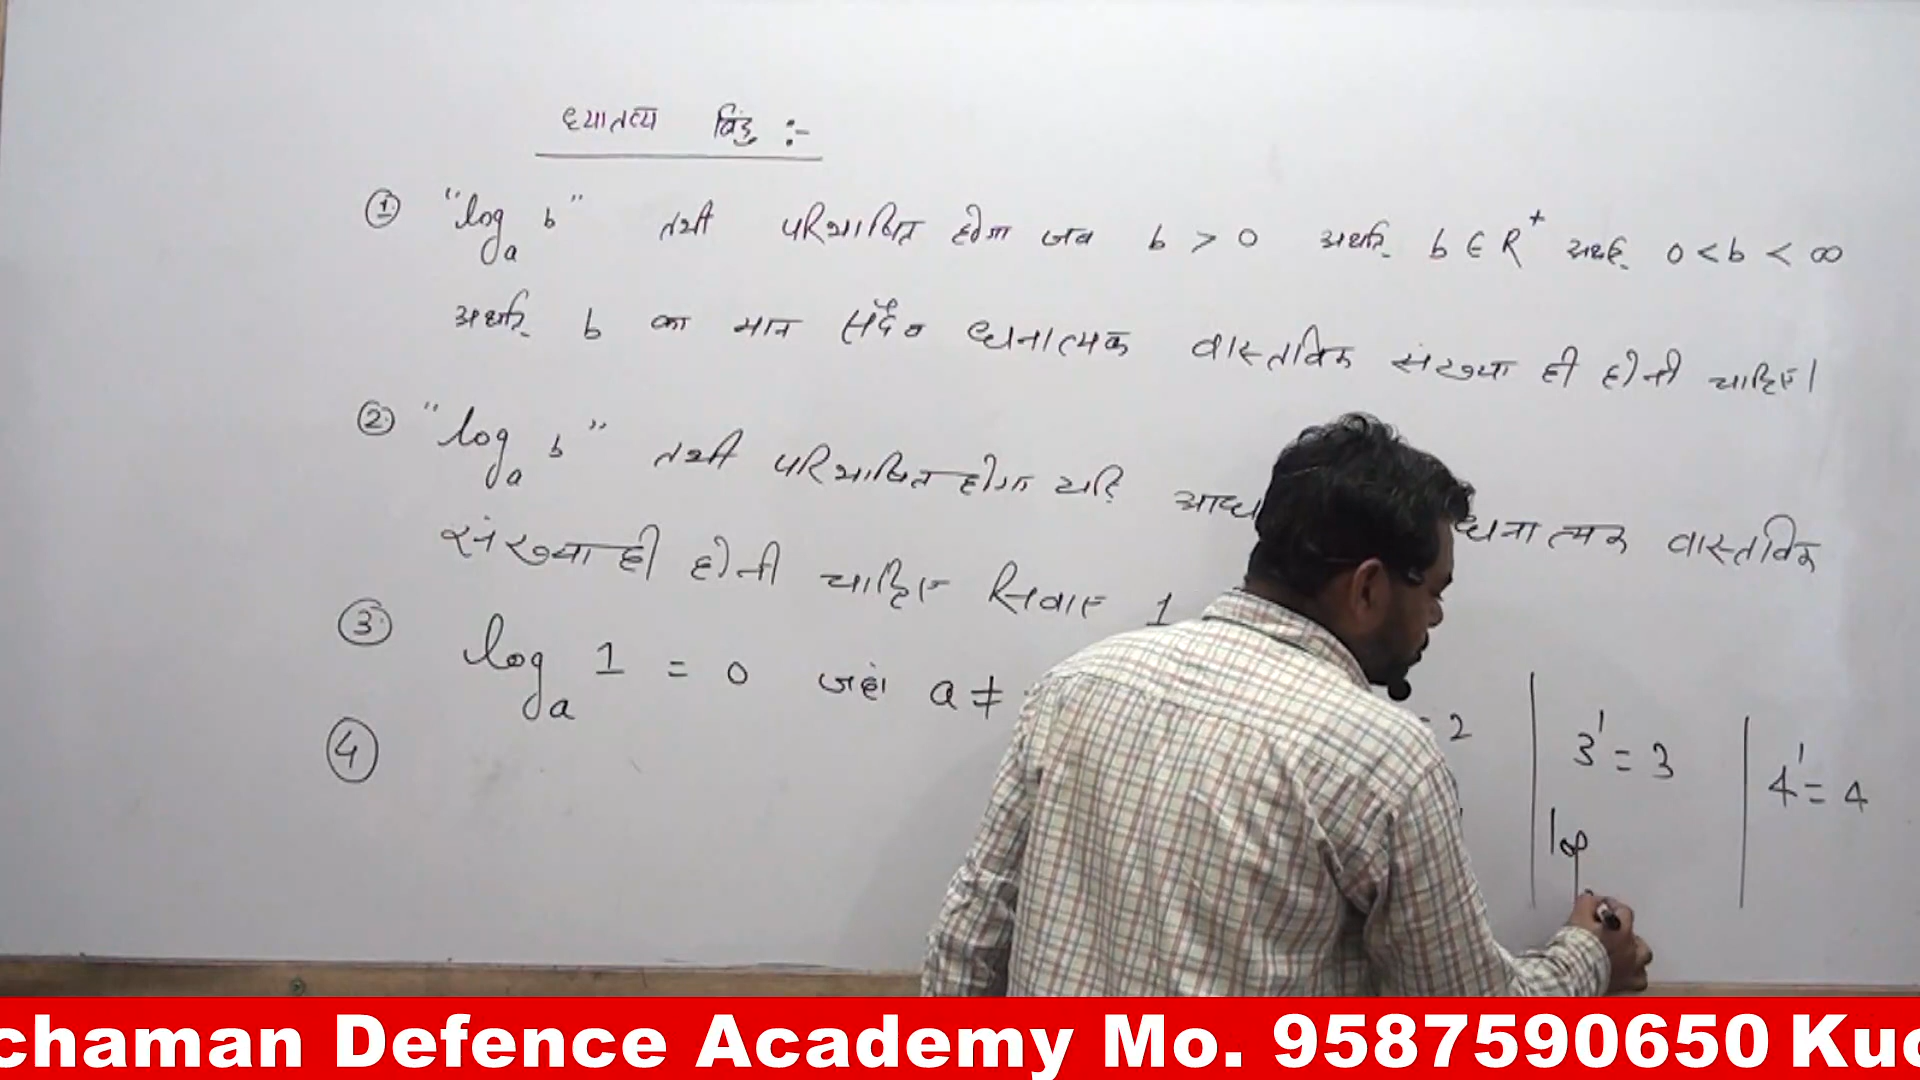 ध्यातव्य बिंदु :-
① "log_a b" तभी परिभाषित होगा जब b > 0 अर्थात् b ∈ R⁺ अर्थात् 0 < b < ∞
अर्थात् b का मान सदैव धनात्मक वास्तविक संख्या ही होनी चाहिए।
② "log_a b" तभी परिभाषित होगा यदि धनात्मक वास्तविक
संख्या ही होनी चाहिए सिवाए 1
③ log_a 1 = 0 जहां a ≠
= 2 | 3¹ = 3 | 4¹ = 4
④
log
chaman Defence Academy Mo. 9587590650 Kuc